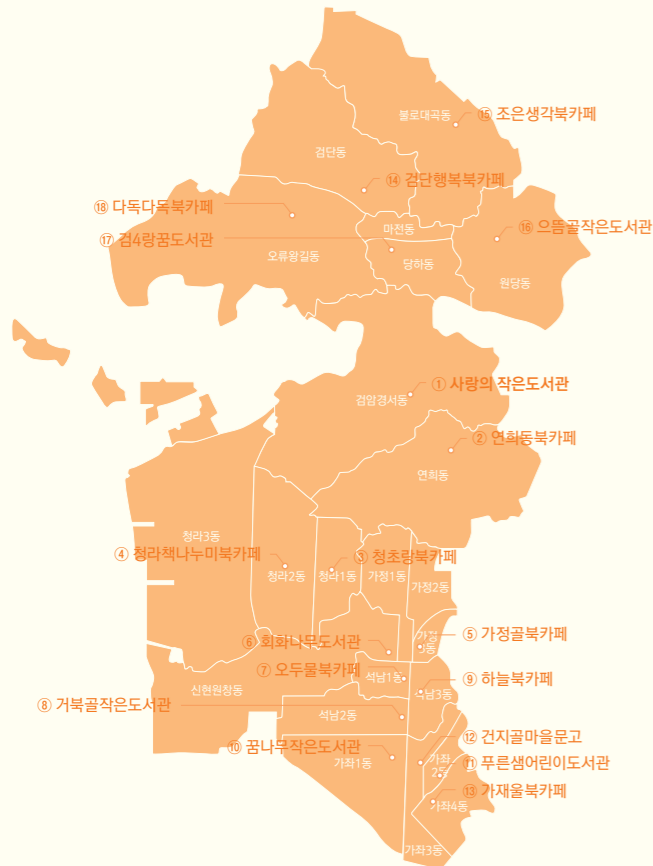 불로대곡동
⑮ 조은생각북카페
검단동
⑭ 검단행복북카페
⑱ 다독다독북카페
마전동
⑯ 으뜸골작은도서관
⑰ 검4랑꿈도서관
오류왕길동
당하동
원당동
① 사랑의 작은도서관
검암경서동
② 연희동북카페
연희동
청라3동
④ 청라책나누미북카페
③ 청초랑북카페
청라2동
청라1동
가정1동
가정2동
⑤ 가정골북카페
가정
3동
⑥ 회화나무도서관
⑦ 오두물북카페
석남1동
⑨ 하늘북카페
신현원창동
석남3동
⑧ 거북골작은도서관
석남2동
⑫ 건지골마을문고
⑩ 꿈나무작은도서관
가좌
2동
가좌1동
⑪ 푸른샘어린이도서관
⑬ 가재울북카페
가좌4동
가좌3동